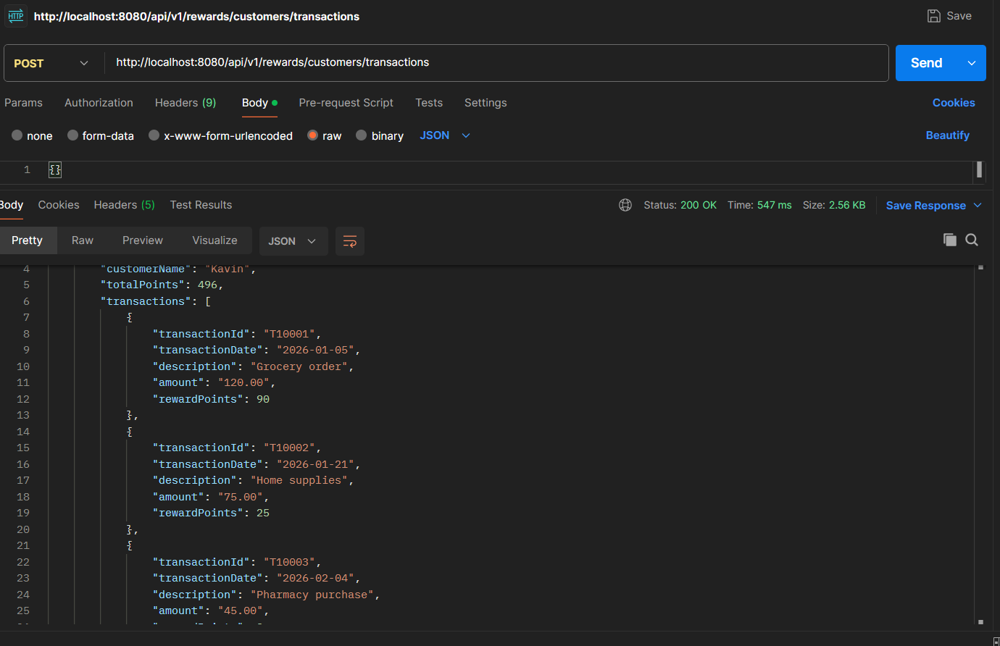 HTTP http://localhost:8080/api/v1/rewards/customers/transactions Save
POST http://localhost:8080/api/v1/rewards/customers/transactions Send
Params Authorization Headers (9) Body Pre-request Script Tests Settings Cookies
none form-data x-www-form-urlencoded raw binary JSON Beautify
1 {}
Body Cookies Headers (5) Test Results Status: 200 OK Time: 547 ms Size: 2.56 KB Save Response
Pretty Raw Preview Visualize JSON
4 "customerName": "Kavin",
5 "totalPoints": 496,
6 "transactions": [
7 {
8 "transactionId": "T10001",
9 "transactionDate": "2026-01-05",
10 "description": "Grocery order",
11 "amount": "120.00",
12 "rewardPoints": 90
13 },
14 {
15 "transactionId": "T10002",
16 "transactionDate": "2026-01-21",
17 "description": "Home supplies",
18 "amount": "75.00",
19 "rewardPoints": 25
20 },
21 {
22 "transactionId": "T10003",
23 "transactionDate": "2026-02-04",
24 "description": "Pharmacy purchase",
25 "amount": "45.00",